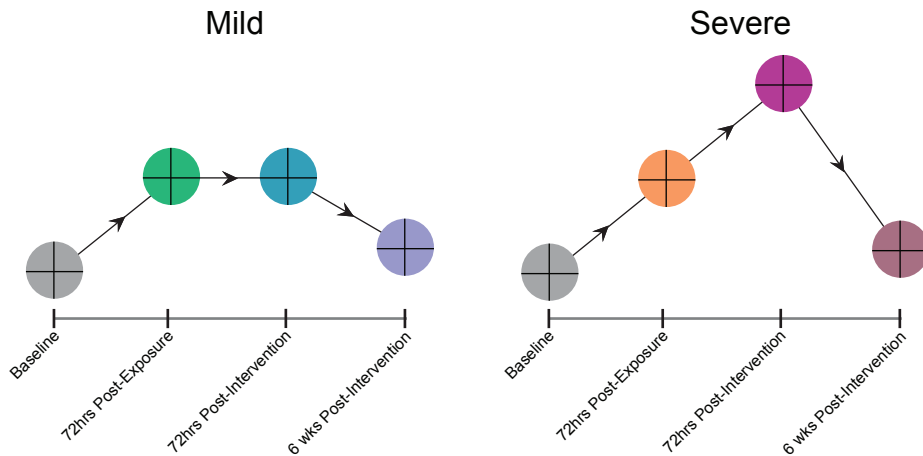 Mild
Severe
Baseline
72hrs Post-Exposure
72hrs Post-Intervention
6 wks Post-Intervention
Baseline
72hrs Post-Exposure
72hrs Post-Intervention
6 wks Post-Intervention